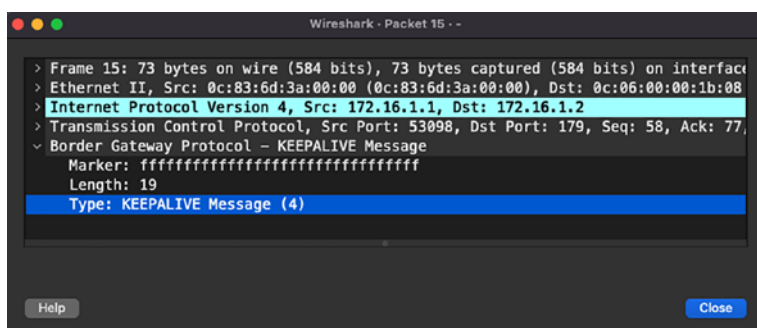 Wireshark · Packet 15 · -
> Frame 15: 73 bytes on wire (584 bits), 73 bytes captured (584 bits) on interface
> Ethernet II, Src: 0c:83:6d:3a:00:00 (0c:83:6d:3a:00:00), Dst: 0c:06:00:00:1b:08
> Internet Protocol Version 4, Src: 172.16.1.1, Dst: 172.16.1.2
> Transmission Control Protocol, Src Port: 53098, Dst Port: 179, Seq: 58, Ack: 77,
Border Gateway Protocol – KEEPALIVE Message
Marker: ffffffffffffffffffffffffffffffff
Length: 19
Type: KEEPALIVE Message (4)
Help
Close